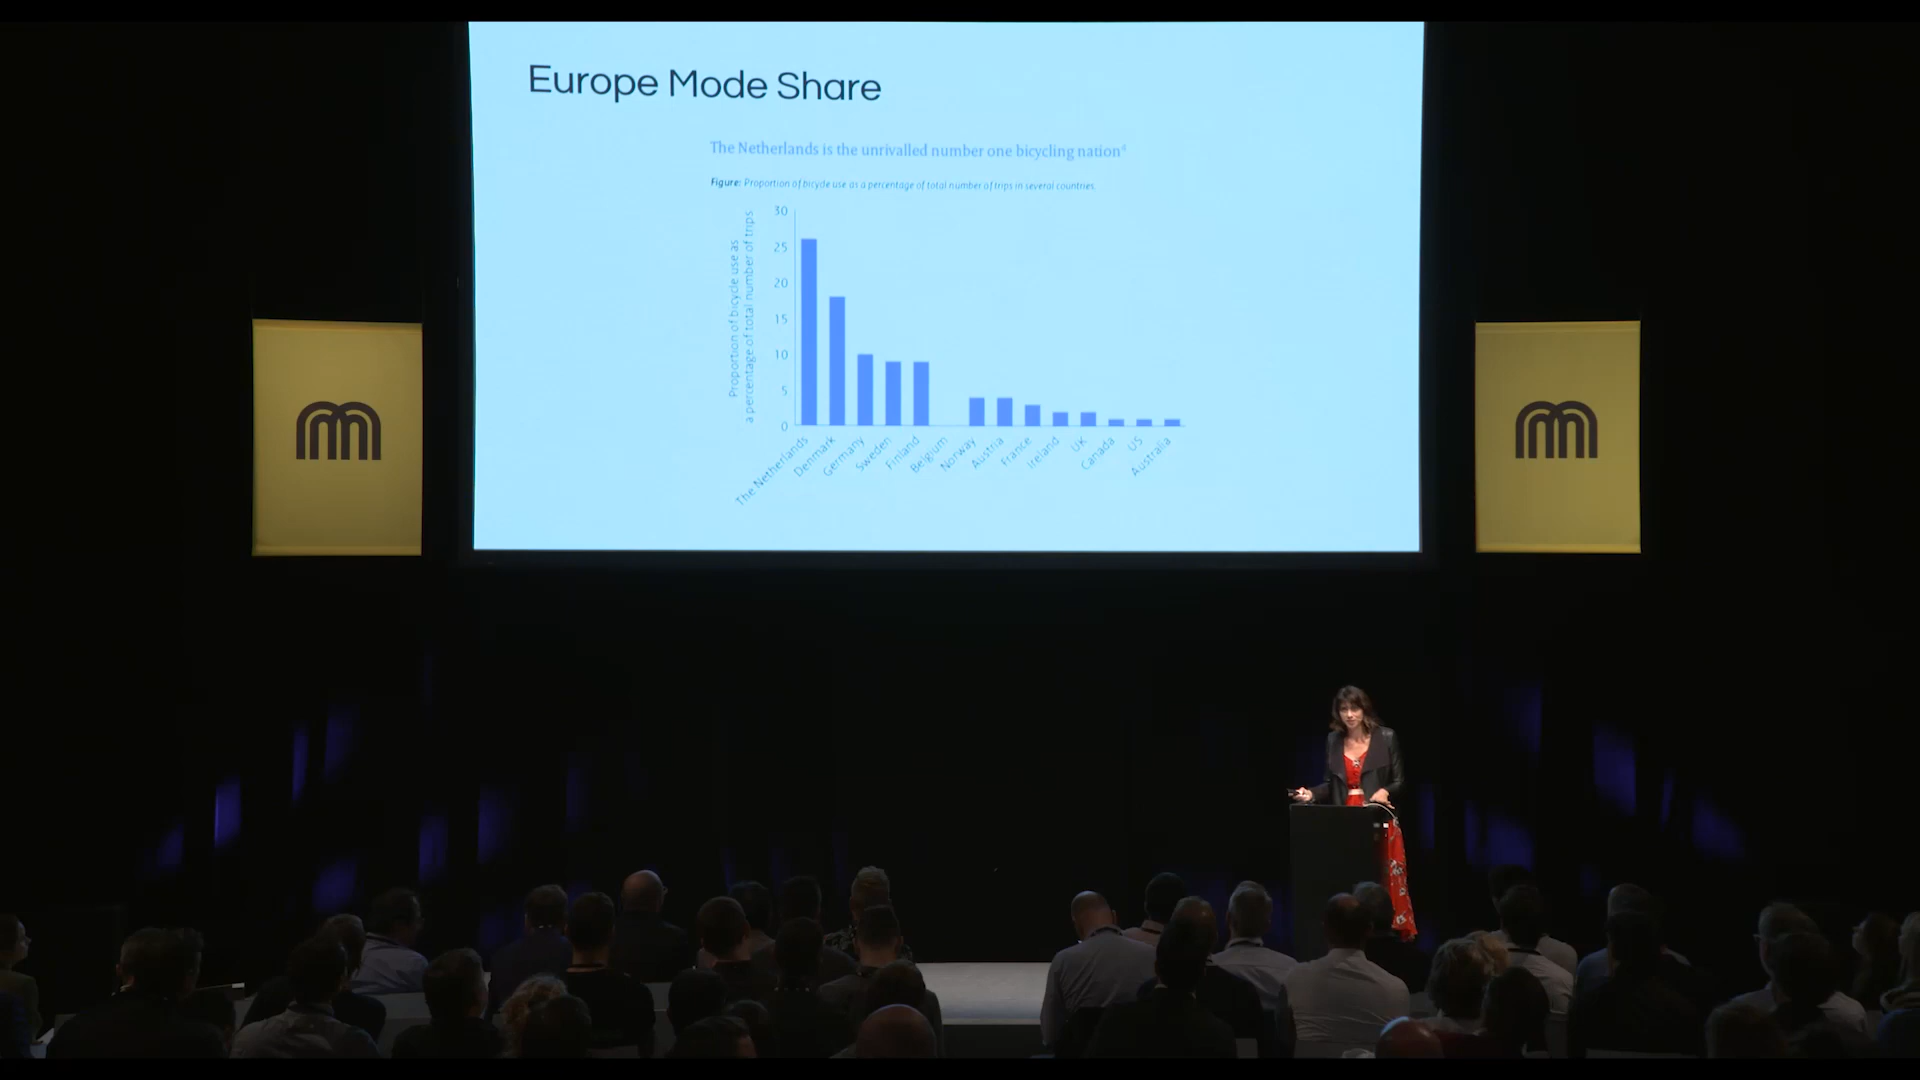 Europe Mode Share
The Netherlands is the unrivalled number one bicycling nation⁴
Figure: Proportion of bicycle use as a percentage of total number of trips in several countries.
Proportion of bicycle use as
a percentage of total number of trips
30
25
20
15
10
5
0
The Netherlands
Denmark
Germany
Sweden
Finland
Belgium
Norway
Austria
France
Ireland
UK
Canada
US
Australia
m
m